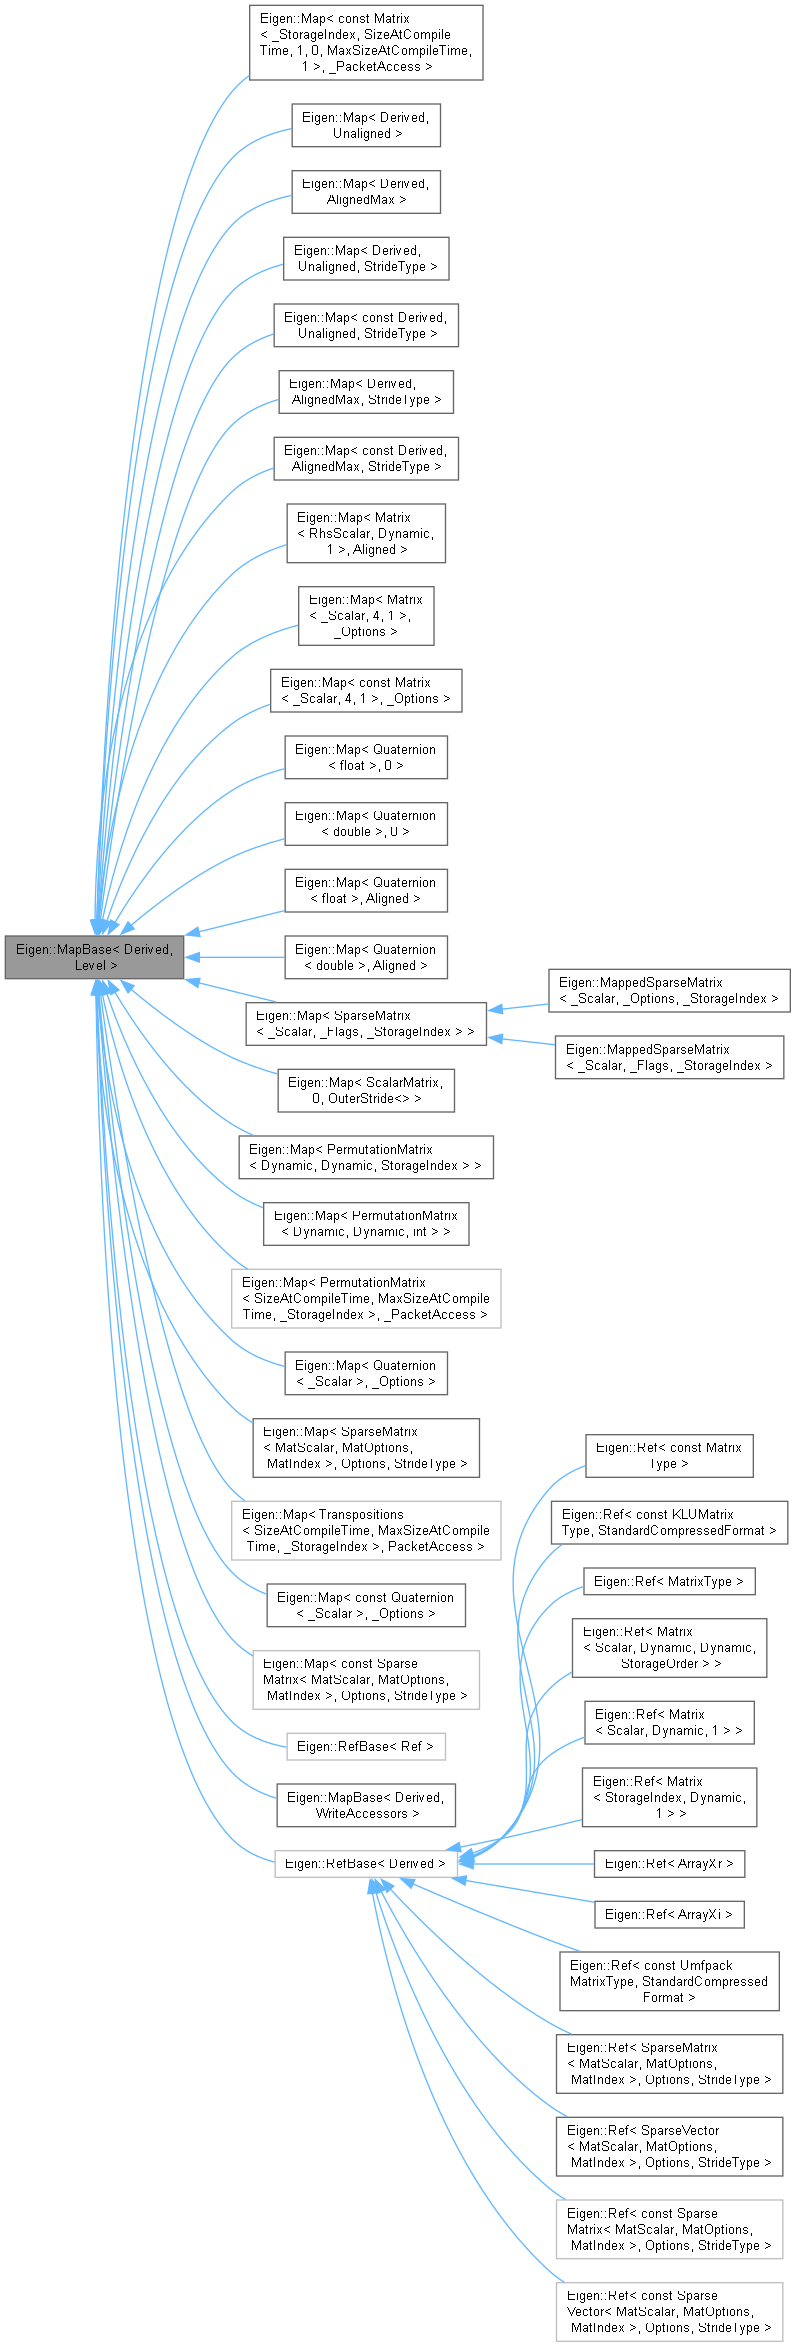 Eigen::Map< const Matrix
< _StorageIndex, SizeAtCompile
Time, 1, 0, MaxSizeAtCompileTime,
1 >, _PacketAccess >
Eigen::Map< Derived,
Unaligned >
Eigen::Map< Derived,
AlignedMax >
Eigen::Map< Derived,
Unaligned, StrideType >
Eigen::Map< const Derived,
Unaligned, StrideType >
Eigen::Map< Derived,
AlignedMax, StrideType >
Eigen::Map< const Derived,
AlignedMax, StrideType >
Eigen::Map< Matrix
< RhsScalar, Dynamic,
1 >, Aligned >
Eigen::Map< Matrix
< _Scalar, 4, 1 >,
_Options >
Eigen::Map< const Matrix
< _Scalar, 4, 1 >, _Options >
Eigen::Map< Quaternion
< float >, 0 >
Eigen::Map< Quaternion
< double >, 0 >
Eigen::Map< Quaternion
< float >, Aligned >
Eigen::MapBase< Derived,
Level >
Eigen::Map< Quaternion
< double >, Aligned >
Eigen::Map< SparseMatrix
< _Scalar, _Flags, _StorageIndex > >
Eigen::MappedSparseMatrix
< _Scalar, _Options, _StorageIndex >
Eigen::MappedSparseMatrix
< _Scalar, _Flags, _StorageIndex >
Eigen::Map< ScalarMatrix,
0, OuterStride<> >
Eigen::Map< PermutationMatrix
< Dynamic, Dynamic, StorageIndex > >
Eigen::Map< PermutationMatrix
< Dynamic, Dynamic, int > >
Eigen::Map< PermutationMatrix
< SizeAtCompileTime, MaxSizeAtCompile
Time, _StorageIndex >, _PacketAccess >
Eigen::Map< Quaternion
< _Scalar >, _Options >
Eigen::Map< SparseMatrix
< MatScalar, MatOptions,
MatIndex >, Options, StrideType >
Eigen::Map< Transpositions
< SizeAtCompileTime, MaxSizeAtCompile
Time, _StorageIndex >, PacketAccess >
Eigen::Map< const Quaternion
< _Scalar >, _Options >
Eigen::Map< const Sparse
Matrix< MatScalar, MatOptions,
MatIndex >, Options, StrideType >
Eigen::RefBase< Ref >
Eigen::MapBase< Derived,
WriteAccessors >
Eigen::RefBase< Derived >
Eigen::Ref< const Matrix
Type >
Eigen::Ref< const KLUMatrix
Type, StandardCompressedFormat >
Eigen::Ref< MatrixType >
Eigen::Ref< Matrix
< Scalar, Dynamic, Dynamic,
StorageOrder > >
Eigen::Ref< Matrix
< Scalar, Dynamic, 1 > >
Eigen::Ref< Matrix
< StorageIndex, Dynamic,
1 > >
Eigen::Ref< ArrayXr >
Eigen::Ref< ArrayXi >
Eigen::Ref< const Umfpack
MatrixType, StandardCompressed
Format >
Eigen::Ref< SparseMatrix
< MatScalar, MatOptions,
MatIndex >, Options, StrideType >
Eigen::Ref< SparseVector
< MatScalar, MatOptions,
MatIndex >, Options, StrideType >
Eigen::Ref< const Sparse
Matrix< MatScalar, MatOptions,
MatIndex >, Options, StrideType >
Eigen::Ref< const Sparse
Vector< MatScalar, MatOptions,
MatIndex >, Options, StrideType >